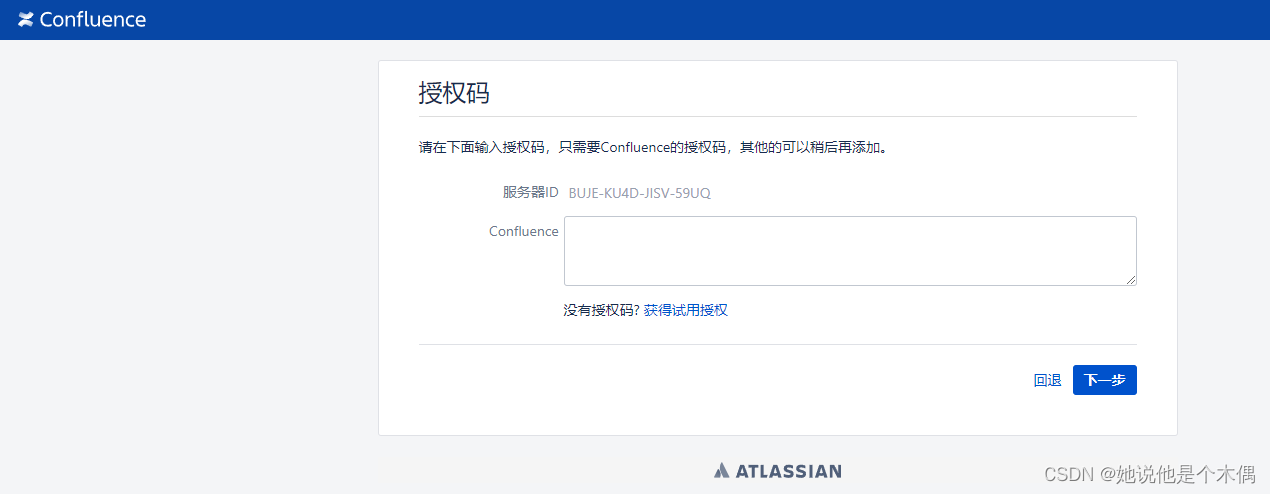 Confluence
授权码
请在下面输入授权码，只需要Confluence的授权码，其他的可以稍后再添加。
服务器ID BUJE-KU4D-JISV-59UQ
Confluence
没有授权码? 获得试用授权
回退 下一步
ATLASSIAN
CSDN @她说他是个木偶